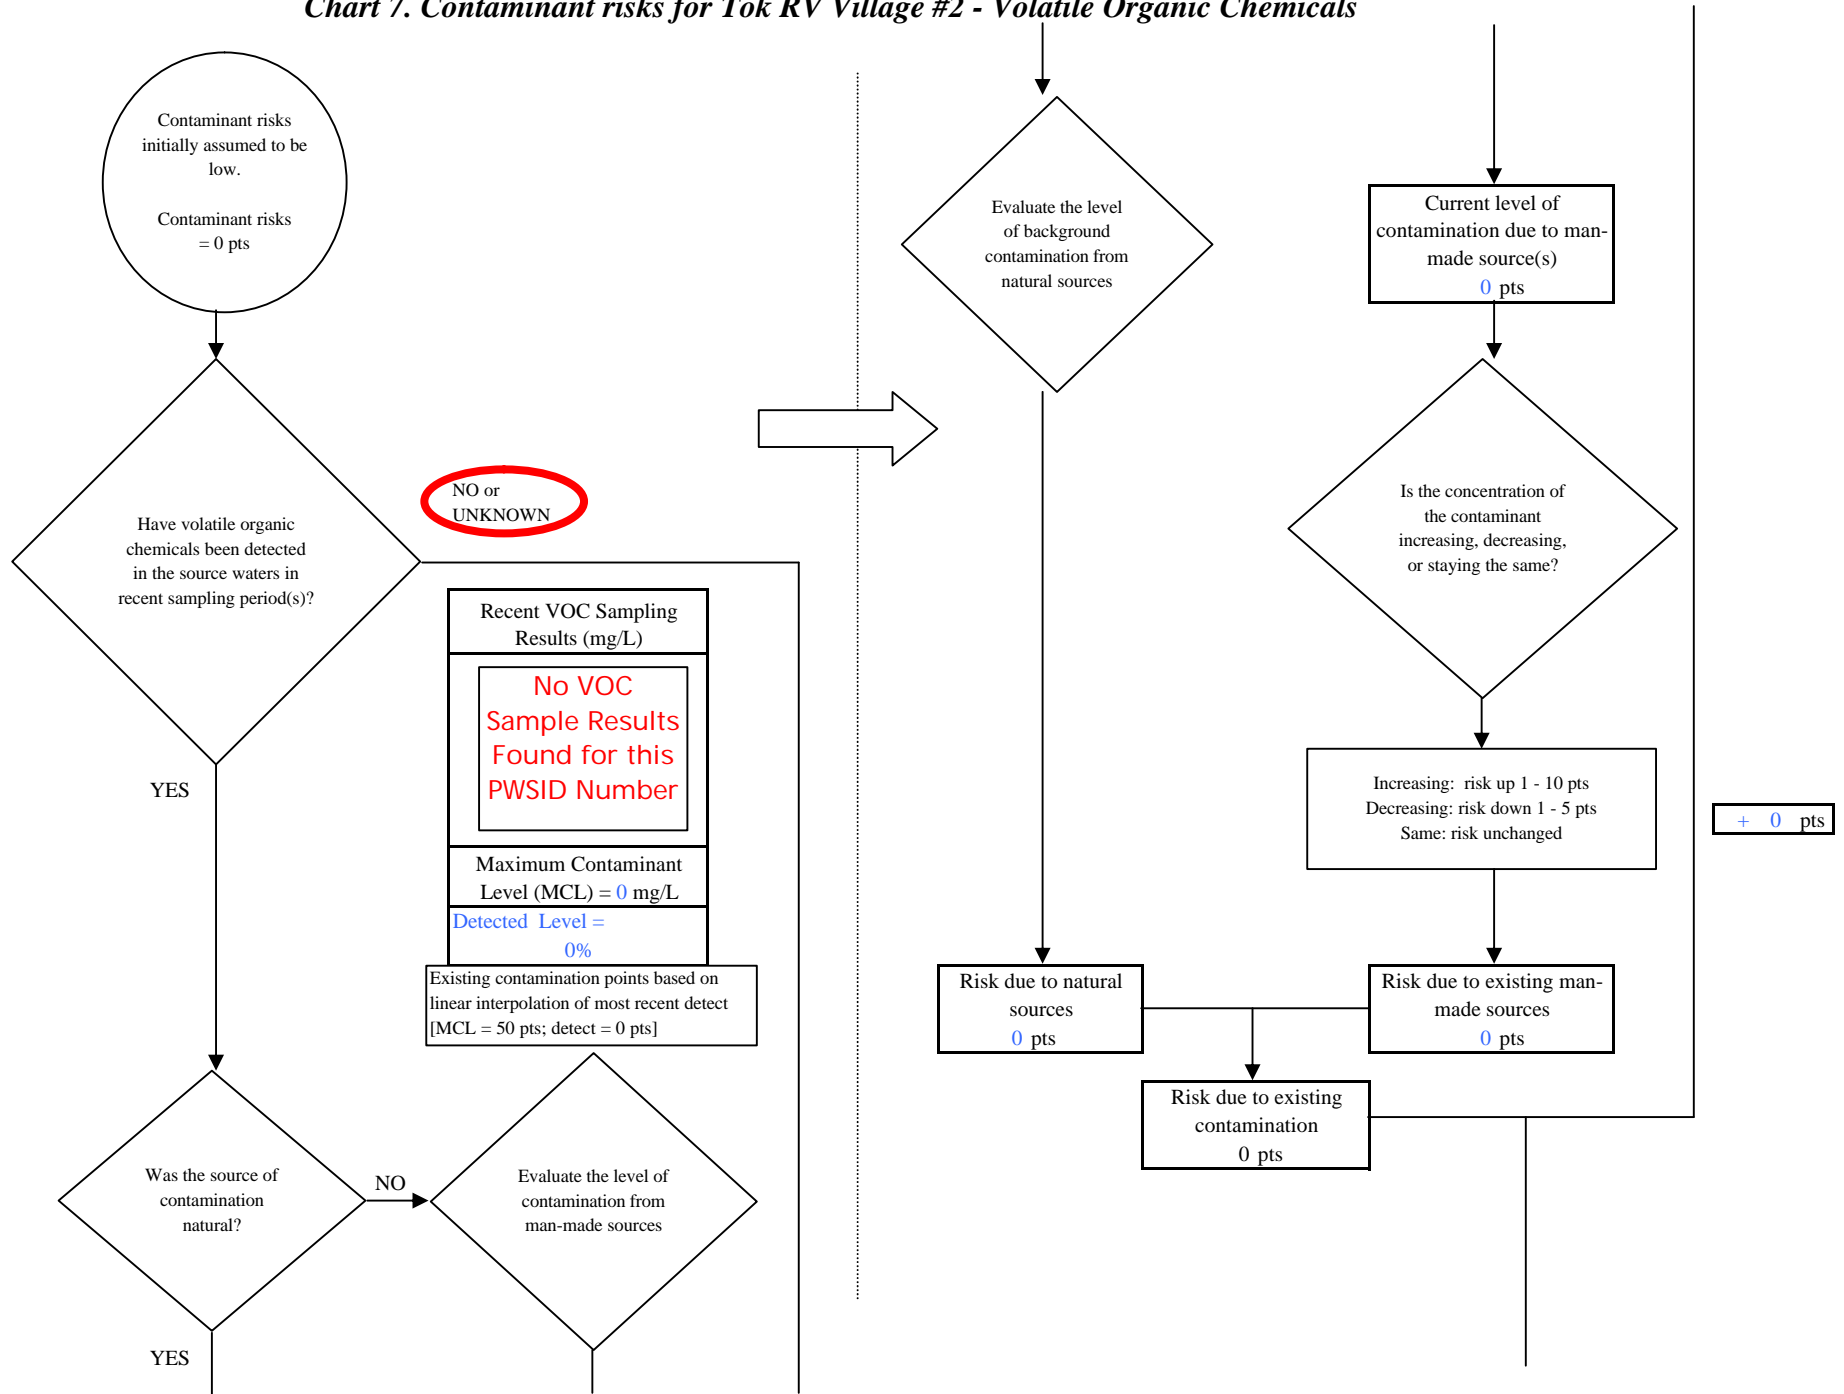 Chart 7. Contaminant risks for Tok RV Village #2 - Volatile Organic Chemicals
Contaminant risks
initially assumed to be
low.
Contaminant risks
= 0 pts
Have volatile organic
chemicals been detected
in the source waters in
recent sampling period(s)?
NO or
UNKNOWN
YES
Recent VOC Sampling
Results (mg/L)
No VOC
Sample Results
Found for this
PWSID Number
Maximum Contaminant
Level (MCL) = 0 mg/L
Detected Level =
0%
Existing contamination points based on
linear interpolation of most recent detect
[MCL = 50 pts; detect = 0 pts]
Was the source of
contamination
natural?
NO
YES
Evaluate the level of
contamination from
man-made sources
Evaluate the level
of background
contamination from
natural sources
Current level of
contamination due to man-
made source(s)
0 pts
Is the concentration of
the contaminant
increasing, decreasing,
or staying the same?
Increasing: risk up 1 - 10 pts
Decreasing: risk down 1 - 5 pts
Same: risk unchanged
+ 0 pts
Risk due to natural
sources
0 pts
Risk due to existing man-
made sources
0 pts
Risk due to existing
contamination
0 pts